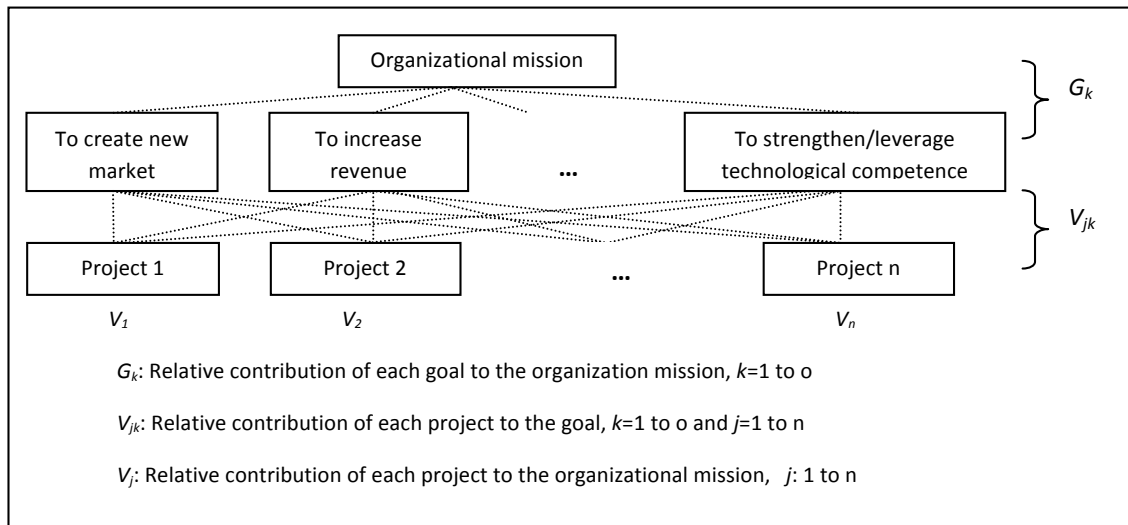 Organizational mission
G_k
To create new
market
To increase
revenue
...
To strengthen/leverage
technological competence
V_jk
Project 1
Project 2
...
Project n
V_1
V_2
V_n
G_k: Relative contribution of each goal to the organization mission, k=1 to o
V_jk: Relative contribution of each project to the goal, k=1 to o and j=1 to n
V_j: Relative contribution of each project to the organizational mission, j: 1 to n